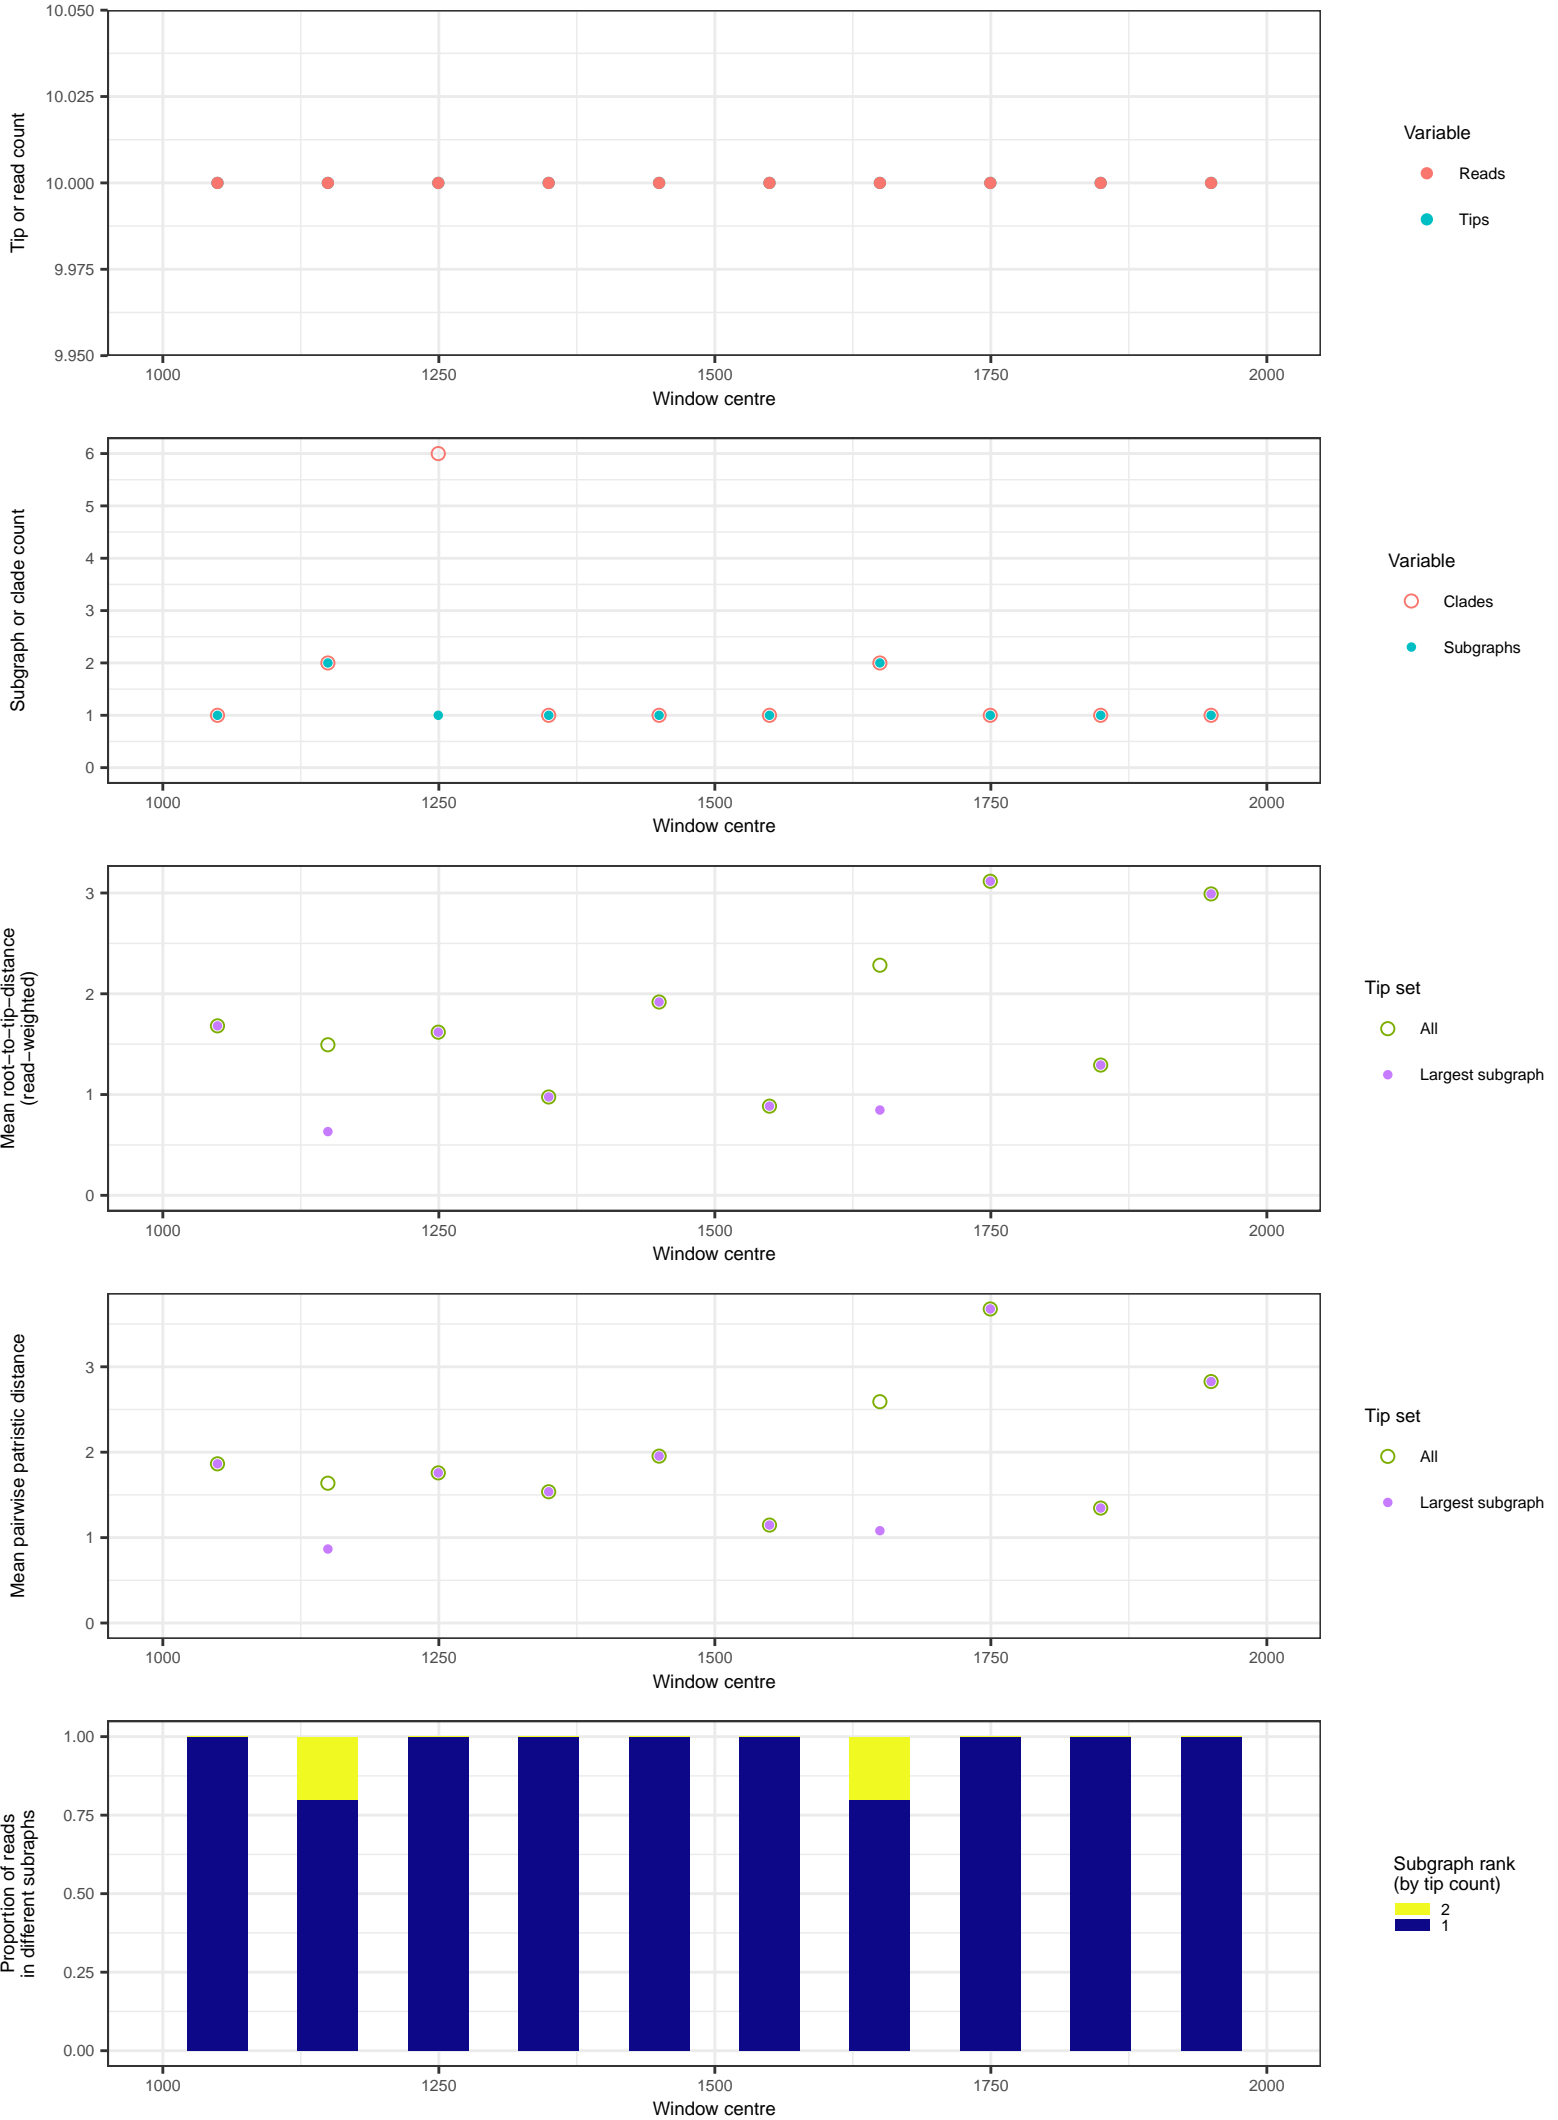 10.050
10.025
10.000
9.975
9.950
Tip or read count
1000 1250 1500 1750 2000
Window centre
Variable
Reads
Tips
6
5
4
3
2
1
0
Subgraph or clade count
1000 1250 1500 1750 2000
Window centre
Variable
Clades
Subgraphs
3
2
1
0
Mean root−to−tip−distance
(read−weighted)
1000 1250 1500 1750 2000
Window centre
Tip set
All
Largest subgraph
3
2
1
0
Mean pairwise patristic distance
1000 1250 1500 1750 2000
Window centre
Tip set
All
Largest subgraph
1.00
0.75
0.50
0.25
0.00
Proportion of reads
in different subraphs
1000 1250 1500 1750 2000
Window centre
Subgraph rank
(by tip count)
2
1